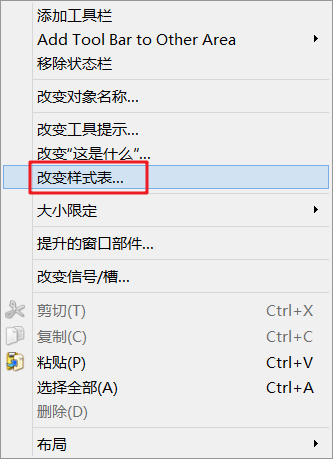 添加工具栏
Add Tool Bar to Other Area
移除状态栏
改变对象名称...
改变工具提示...
改变“这是什么”...
改变样式表...
大小限定
提升的窗口部件...
改变信号/槽...
剪切(T) Ctrl+X
复制(C) Ctrl+C
粘贴(P) Ctrl+V
选择全部(A) Ctrl+A
删除(D)
布局